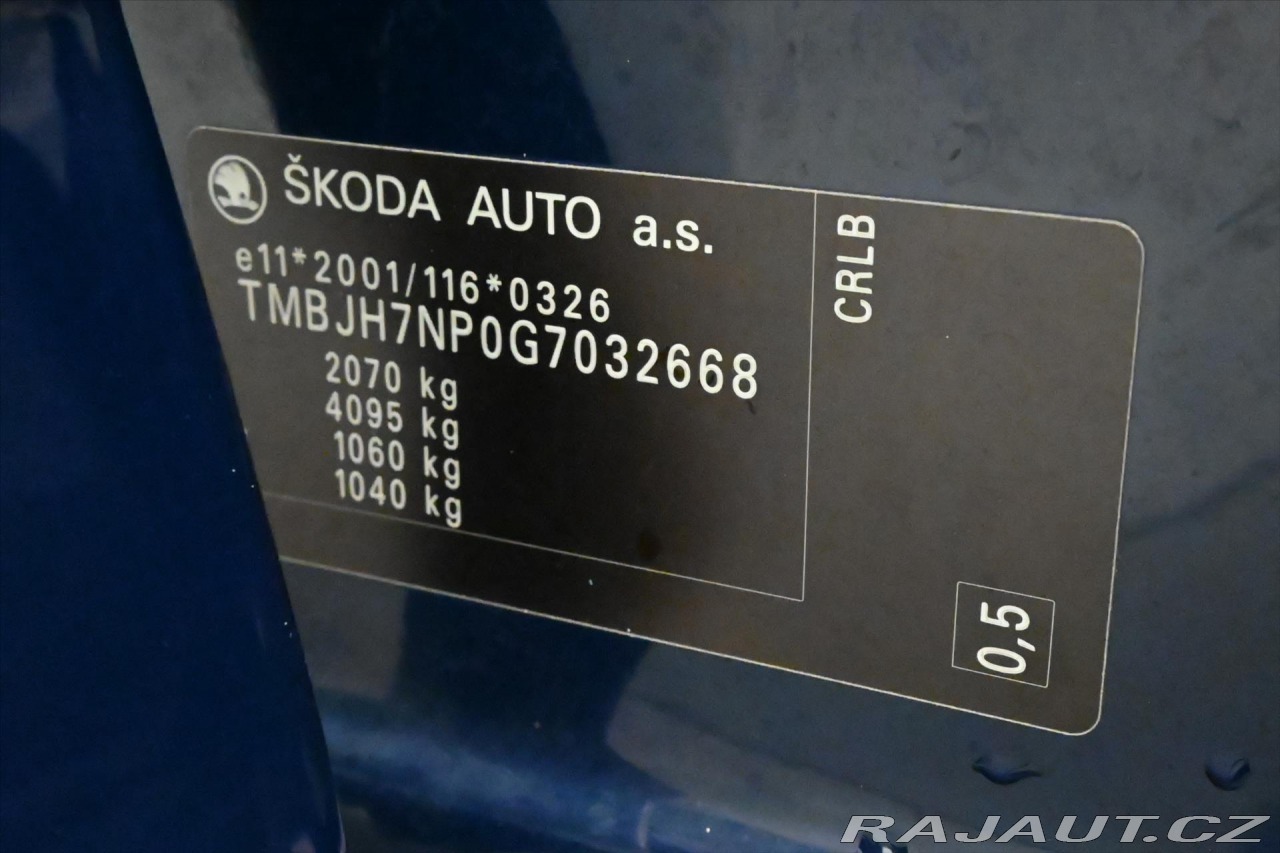 ŠKODA AUTO a.s.
e11*2001/116*0326
TMBJH7NP0G7032668
2070 kg
4095 kg
1060 kg
1040 kg
CRLB
0,5
RAJAUT.CZ